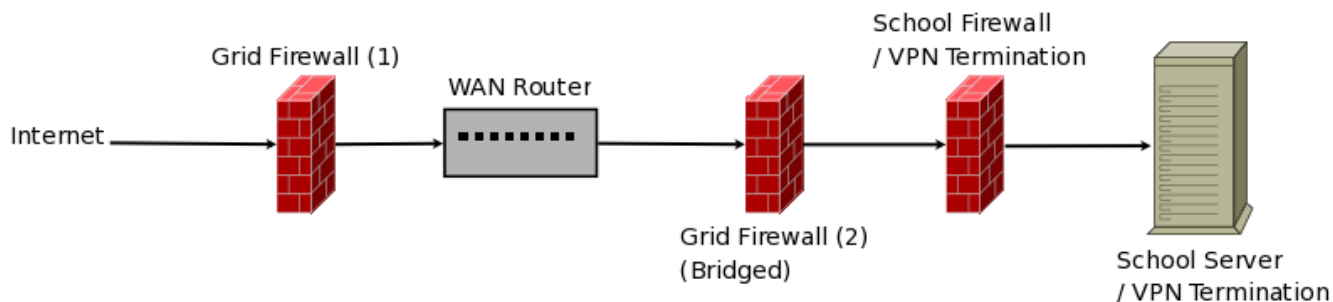 Internet
Grid Firewall (1)
WAN Router
Grid Firewall (2)
(Bridged)
School Firewall
/ VPN Termination
School Server
/ VPN Termination